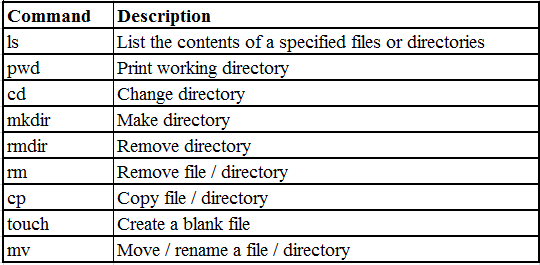 Command Description
ls List the contents of a specified files or directories
pwd Print working directory
cd Change directory
mkdir Make directory
rmdir Remove directory
rm Remove file / directory
cp Copy file / directory
touch Create a blank file
mv Move / rename a file / directory